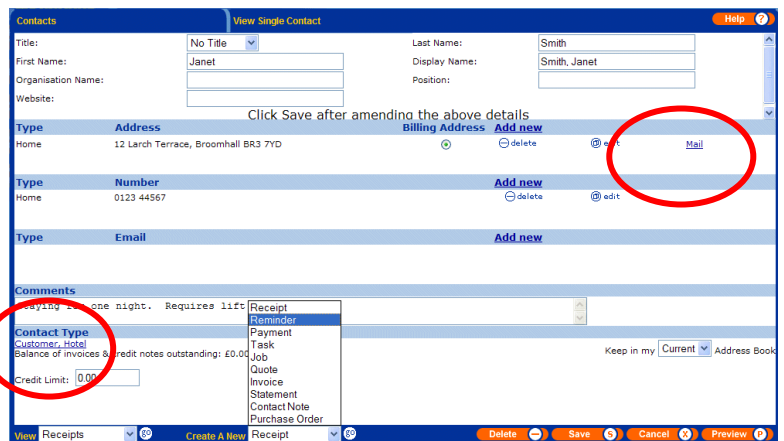 Contacts View Single Contact Help ?
Title: No Title Last Name: Smith
First Name: Janet Display Name: Smith, Janet
Organisation Name: Position:
Website:
Click Save after amending the above details
Type Address Billing Address Add new
Home 12 Larch Terrace, Broomhall BR3 7YD delete edit Mail
Type Number Add new
Home 0123 44567 delete edit
Type Email Add new
Comments
one night. Requires lift
Contact Type
Customer, Hotel
Balance of invoices & credit notes outstanding: £0.00 Keep in my Current Address Book
Credit Limit: 0.00
Receipt
Reminder
Payment
Task
Job
Quote
Invoice
Statement
Contact Note
Purchase Order
View Receipts go Create A New Receipt go Delete Save S Cancel X Preview P